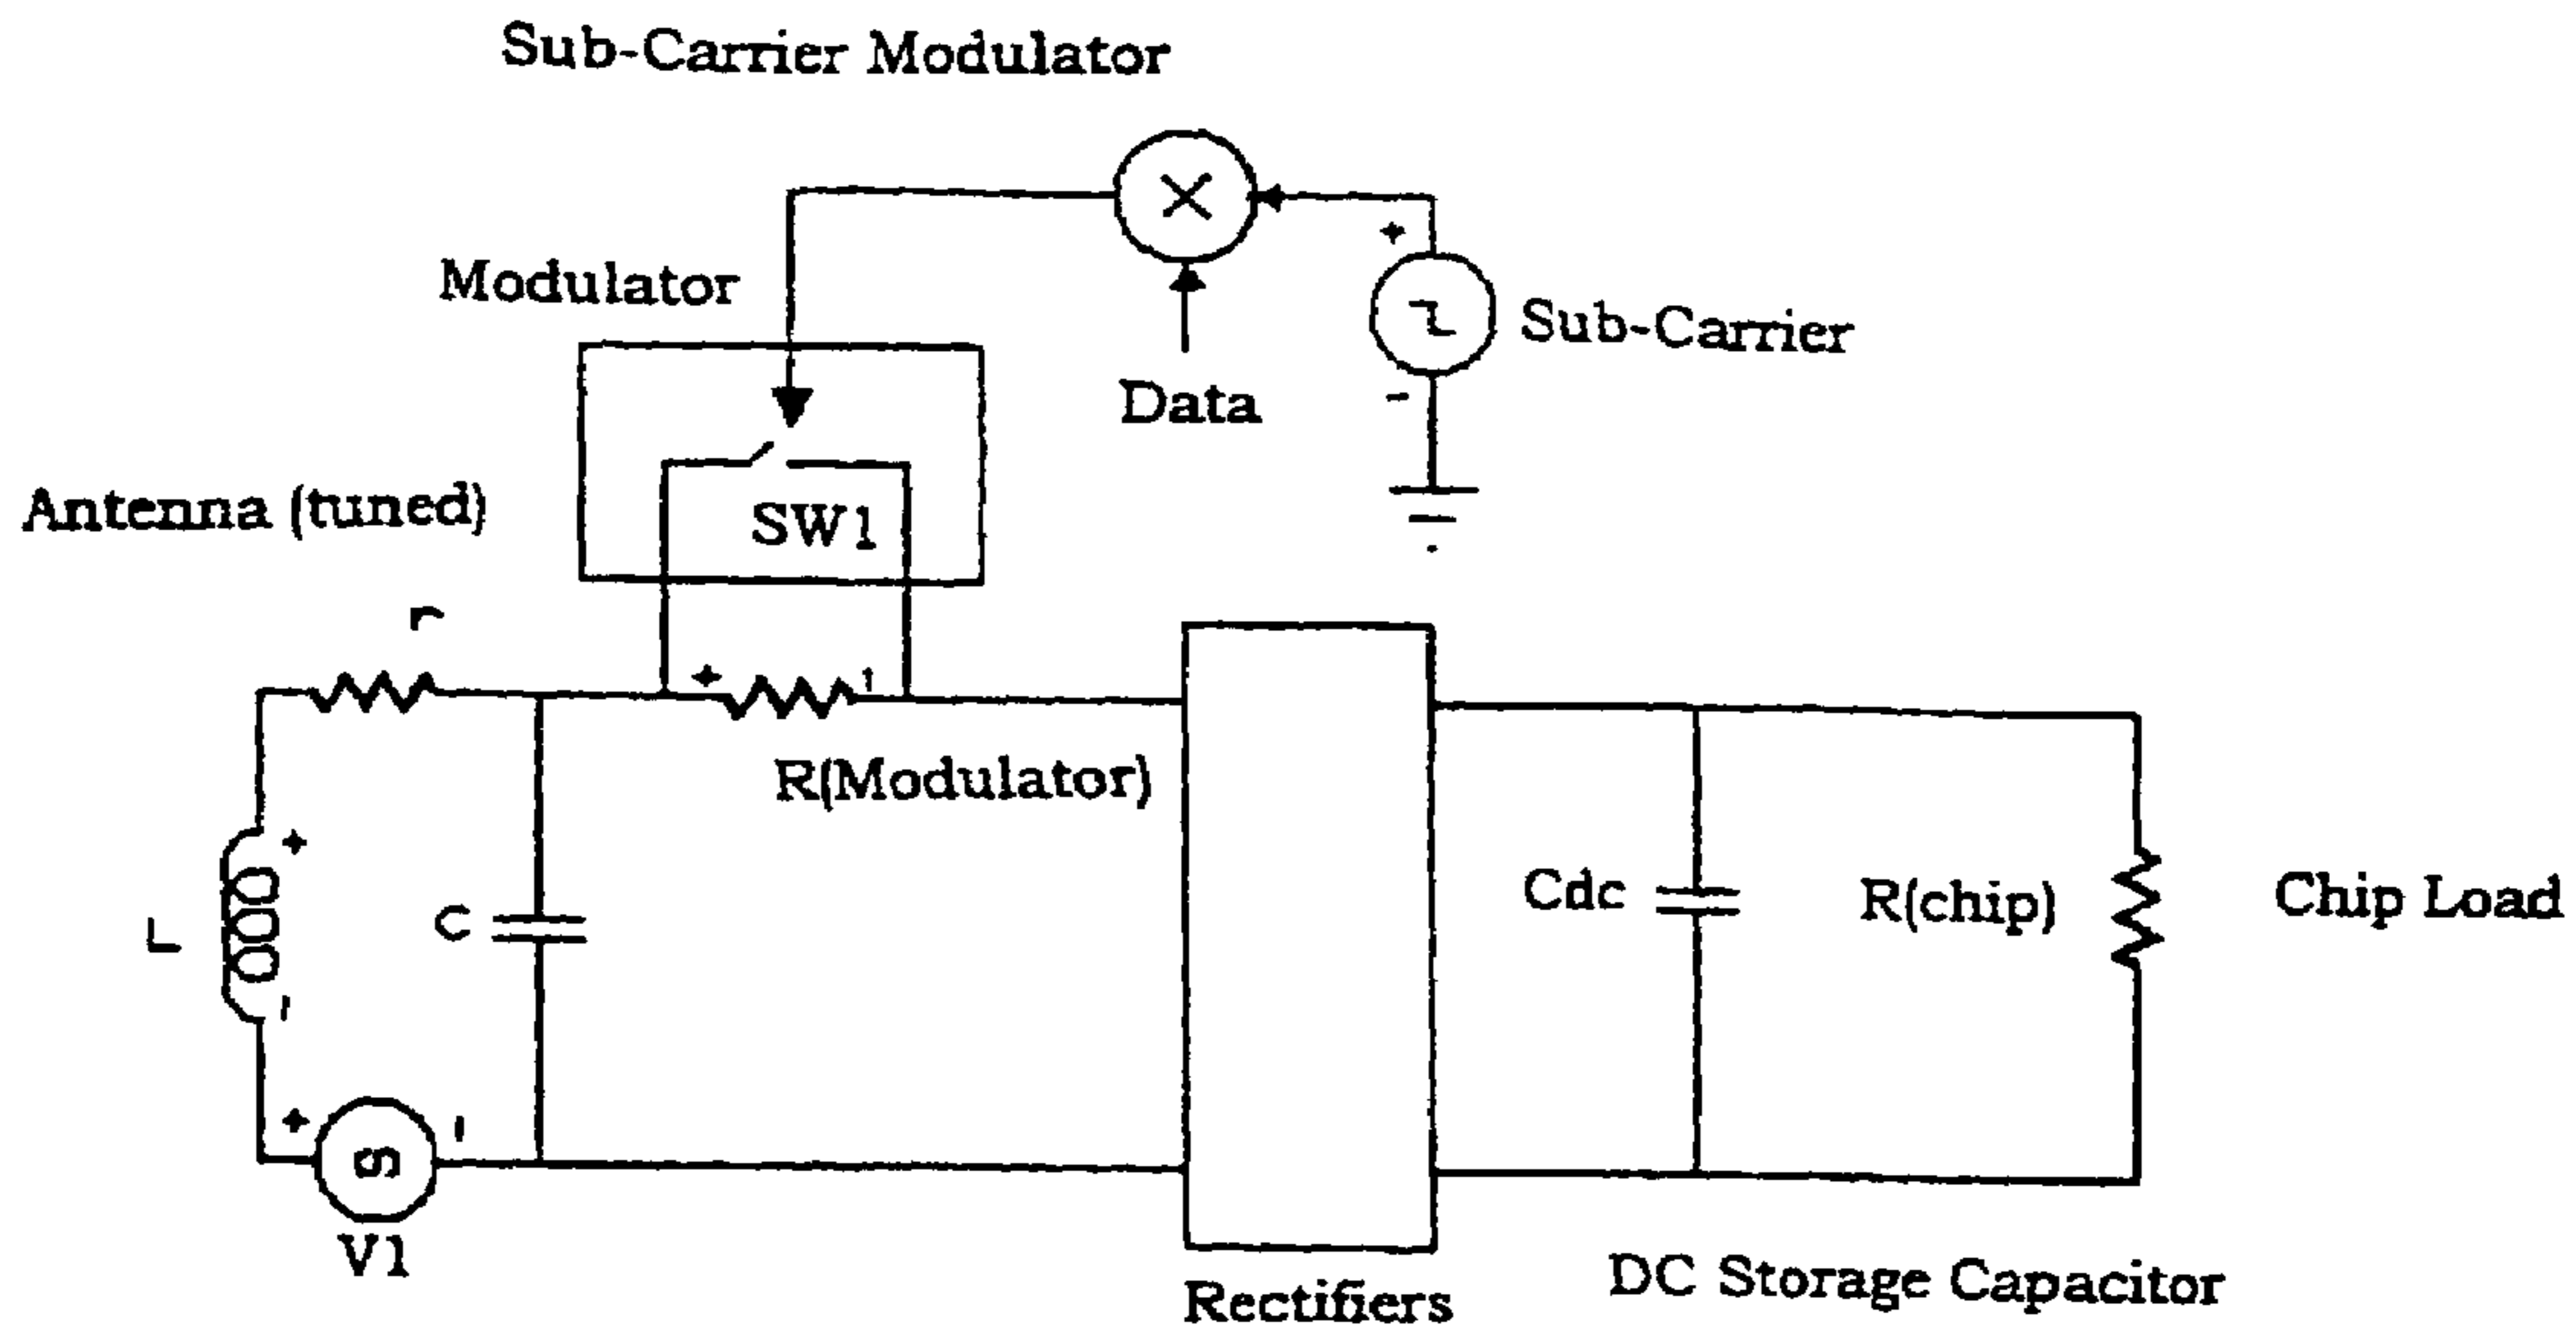 Sub-Carrier Modulator
Modulator
+
Sub-Carrier
-
Data
Antenna (tuned)
SW1
r
+ -
R(Modulator)
+
L
C
-
Cdc
R(chip)
Chip Load
+ -
S
V1
Rectifiers
DC Storage Capacitor